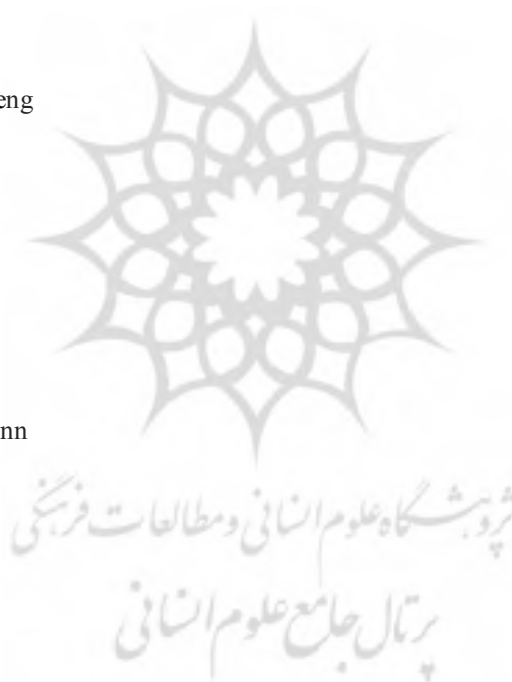 eng
nn
پژوهشگاه علوم انسانی و مطالعات فرهنگی
پرتال جامع علوم انسانی